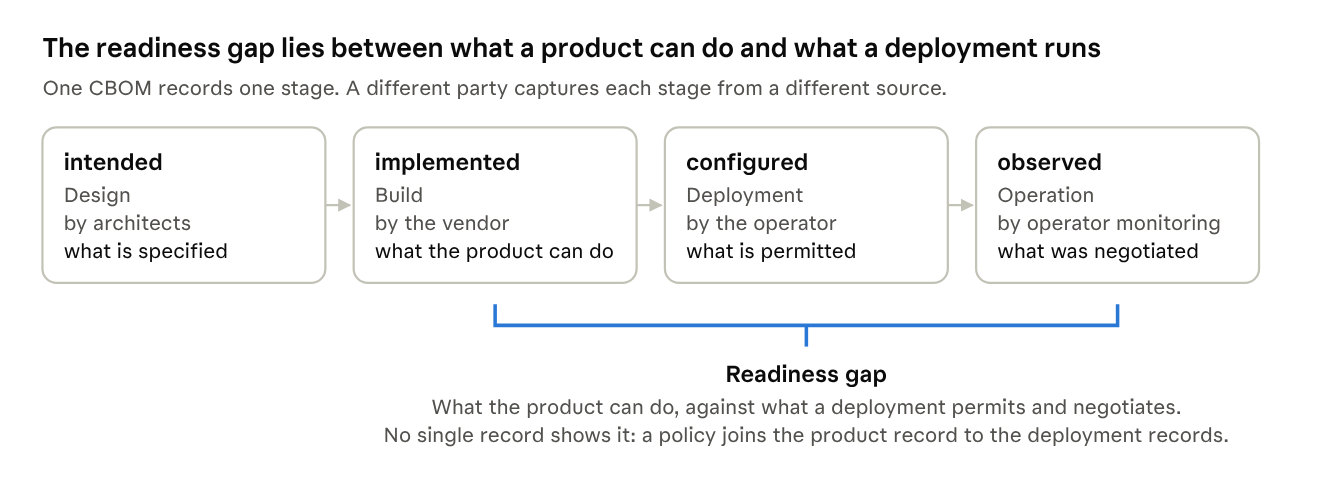 The readiness gap lies between what a product can do and what a deployment runs
One CBOM records one stage. A different party captures each stage from a different source.
intended
Design
by architects
what is specified
implemented
Build
by the vendor
what the product can do
configured
Deployment
by the operator
what is permitted
observed
Operation
by operator monitoring
what was negotiated
Readiness gap
What the product can do, against what a deployment permits and negotiates.
No single record shows it: a policy joins the product record to the deployment records.